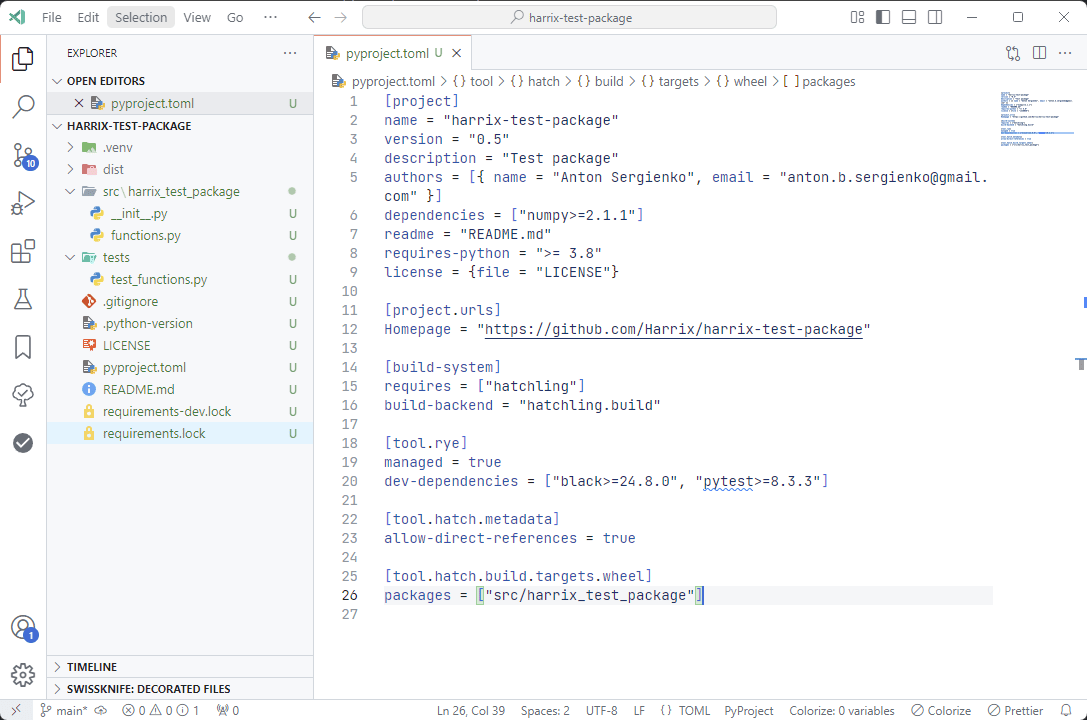 File Edit Selection View Go ··· harrix-test-package
EXPLORER ···
OPEN EDITORS
pyproject.toml U
HARRIX-TEST-PACKAGE
.venv
dist
src\harrix_test_package
__init__.py U
functions.py U
tests
test_functions.py U
.gitignore U
.python-version U
LICENSE U
pyproject.toml U
README.md U
requirements-dev.lock U
requirements.lock U
TIMELINE
SWISSKNIFE: DECORATED FILES
10
1
pyproject.toml U
pyproject.toml > {} tool > {} hatch > {} build > {} targets > {} wheel > [ ] packages
1 [project]
2 name = "harrix-test-package"
3 version = "0.5"
4 description = "Test package"
5 authors = [{ name = "Anton Sergienko", email = "anton.b.sergienko@gmail.
com" }]
6 dependencies = ["numpy>=2.1.1"]
7 readme = "README.md"
8 requires-python = ">= 3.8"
9 license = {file = "LICENSE"}
10
11 [project.urls]
12 Homepage = "https://github.com/Harrix/harrix-test-package"
13
14 [build-system]
15 requires = ["hatchling"]
16 build-backend = "hatchling.build"
17
18 [tool.rye]
19 managed = true
20 dev-dependencies = ["black>=24.8.0", "pytest>=8.3.3"]
21
22 [tool.hatch.metadata]
23 allow-direct-references = true
24
25 [tool.hatch.build.targets.wheel]
26 packages = ["src/harrix_test_package"]
27
main* 0 0 1 0 Ln 26, Col 39 Spaces: 2 UTF-8 LF {} TOML PyProject Colorize: 0 variables Colorize Prettier